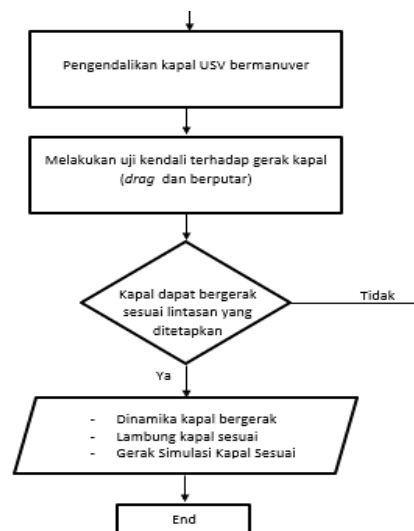 Pengendalikan kapal USV bermanuver
Melakukan uji kendali terhadap gerak kapal
(drag dan berputar)
Kapal dapat bergerak
sesuai lintasan yang
ditetapkan
Tidak
Ya
- Dinamika kapal bergerak
- Lambung kapal sesuai
- Gerak Simulasi Kapal Sesuai
End